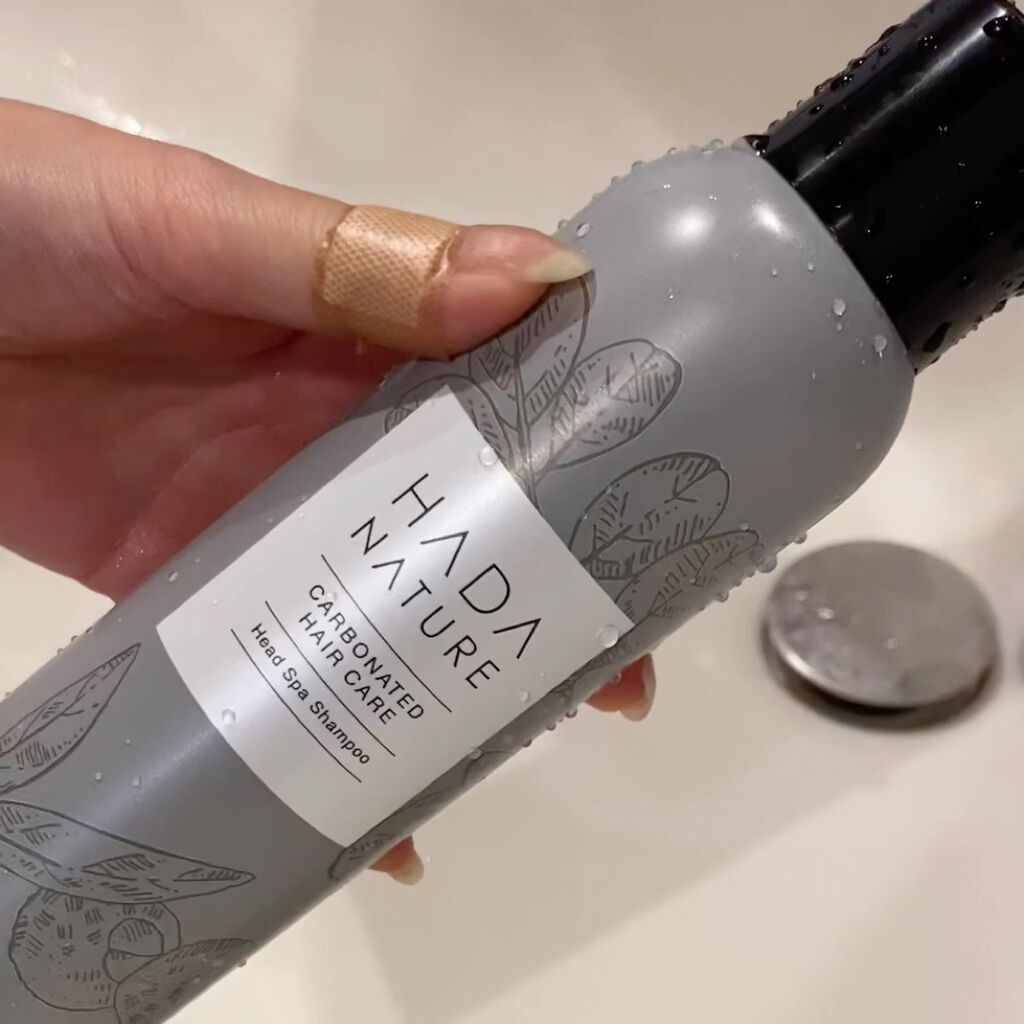 HADA
NATURE
CARBONATED
HAIR CARE
Head Spa Shampoo